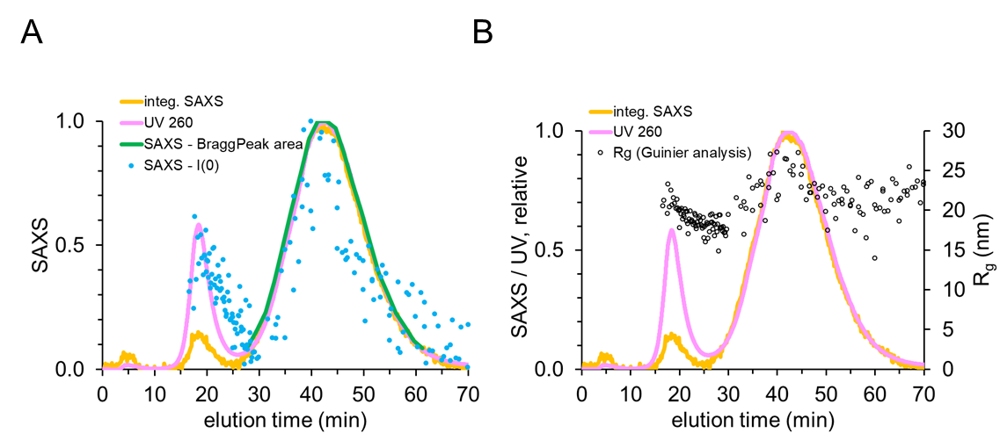 A
B
integ. SAXS
UV 260
SAXS - BraggPeak area
SAXS - I(0)
1.0
0.5
0.0
SAXS
0 10 20 30 40 50 60 70
elution time (min)
integ. SAXS
UV 260
Rg (Guinier analysis)
1.0
0.5
0.0
SAXS / UV, relative
30
25
20
15
10
5
0
Rg (nm)
0 10 20 30 40 50 60 70
elution time (min)